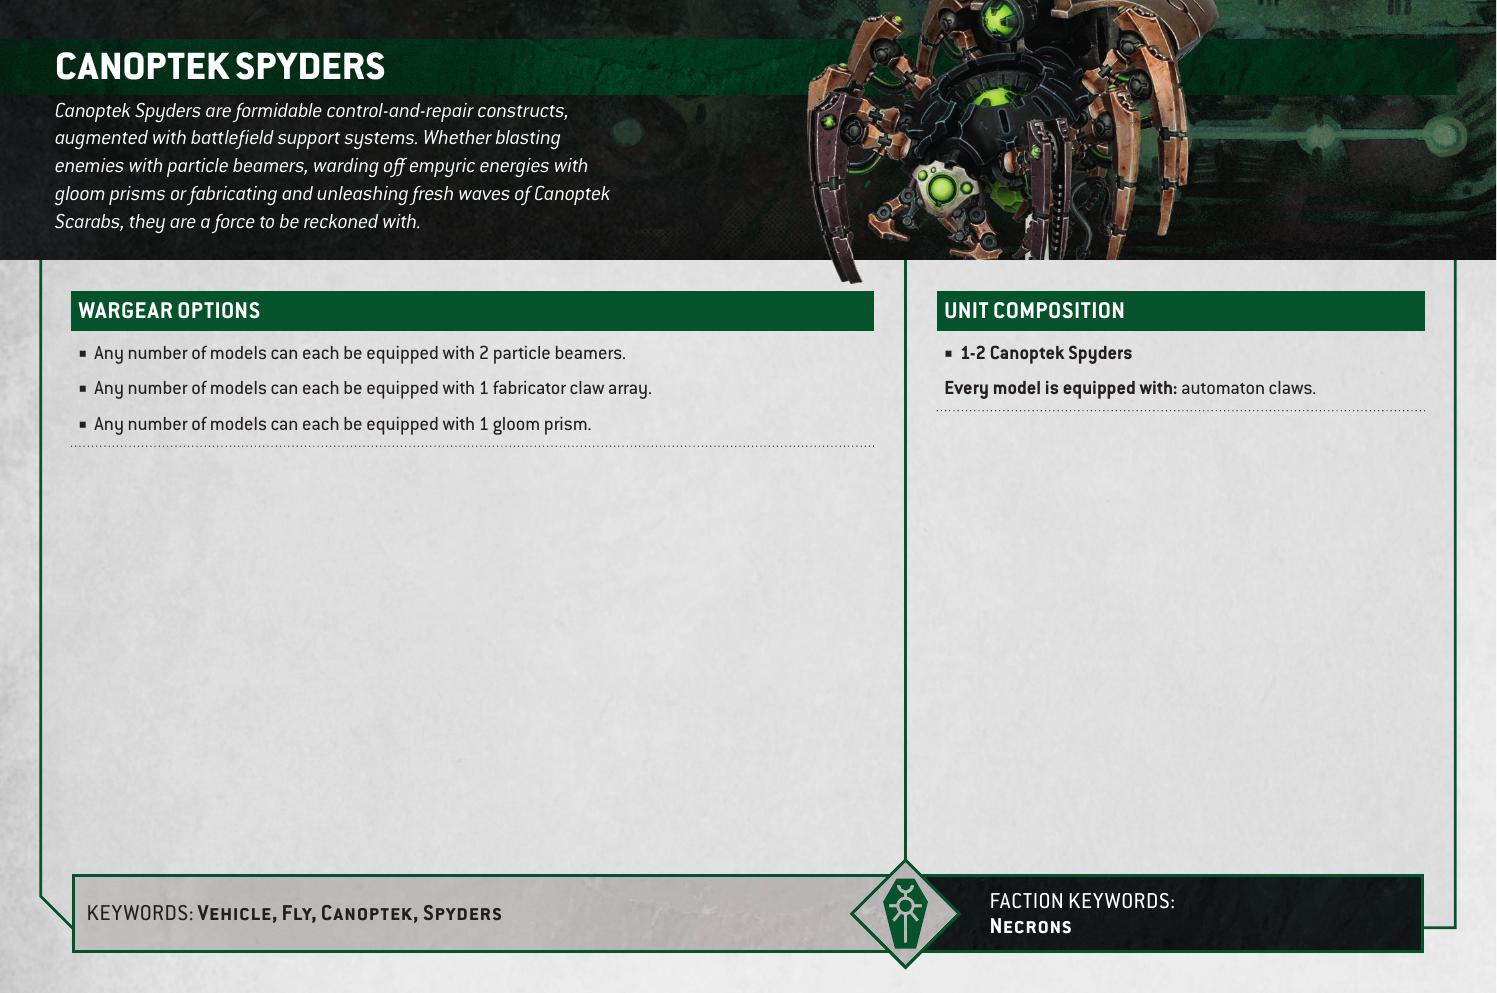 CANOPTEK SPYDERS
Canoptek Spyders are formidable control-and-repair constructs,
augmented with battlefield support systems. Whether blasting
enemies with particle beamers, warding off empyric energies with
gloom prisms or fabricating and unleashing fresh waves of Canoptek
Scarabs, they are a force to be reckoned with.
WARGEAR OPTIONS
▪ Any number of models can each be equipped with 2 particle beamers.
▪ Any number of models can each be equipped with 1 fabricator claw array.
▪ Any number of models can each be equipped with 1 gloom prism.
UNIT COMPOSITION
▪ 1-2 Canoptek Spyders
Every model is equipped with: automaton claws.
KEYWORDS: Vehicle, Fly, Canoptek, Spyders
FACTION KEYWORDS:
Necrons